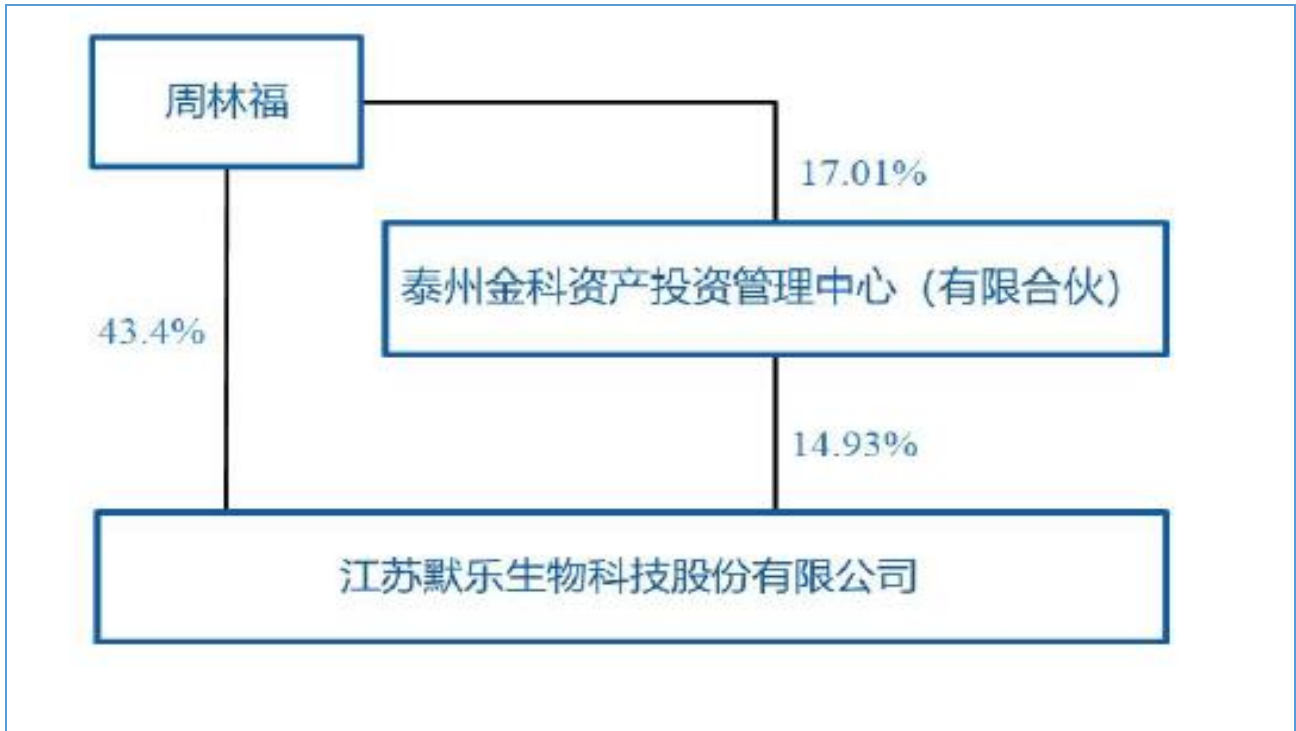 周林福
17.01%
泰州金科资产投资管理中心（有限合伙）
43.4%
14.93%
江苏默乐生物科技股份有限公司